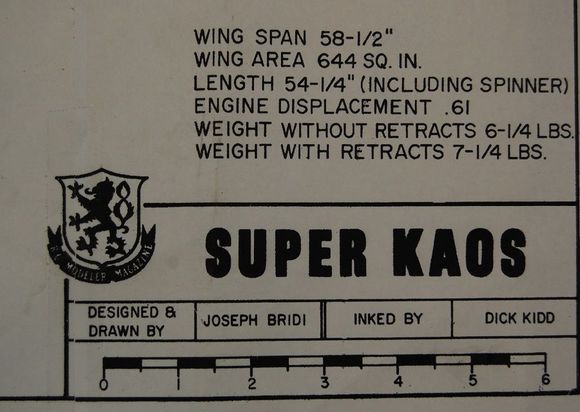 WING SPAN 58-1/2"
WING AREA 644 SQ. IN.
LENGTH 54-1/4" (INCLUDING SPINNER)
ENGINE DISPLACEMENT .61
WEIGHT WITHOUT RETRACTS 6-1/4 LBS.
WEIGHT WITH RETRACTS 7-1/4 LBS.
R/C MODELER MAGAZINE
SUPER KAOS
DESIGNED &
DRAWN BY
JOSEPH BRIDI
INKED BY
DICK KIDD
0 1 2 3 4 5 6